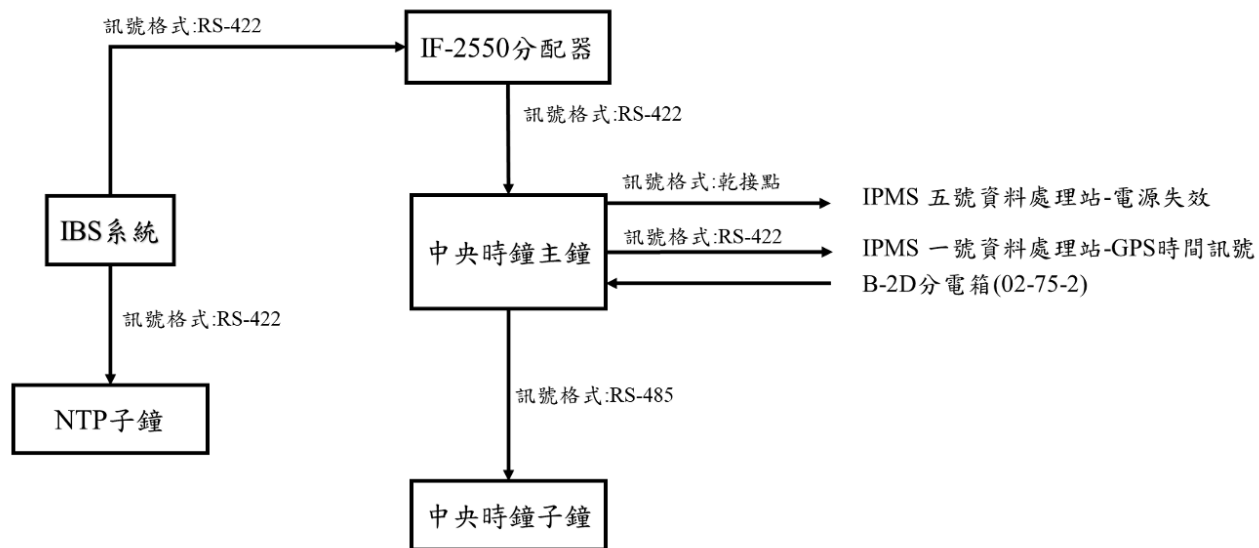 訊號格式:RS-422
IF-2550分配器
訊號格式:RS-422
訊號格式:乾接點
IPMS 五號資料處理站-電源失效
IBS系統
中央時鐘主鐘
訊號格式:RS-422
IPMS 一號資料處理站-GPS時間訊號
B-2D分電箱(02-75-2)
訊號格式:RS-422
訊號格式:RS-485
NTP子鐘
中央時鐘子鐘